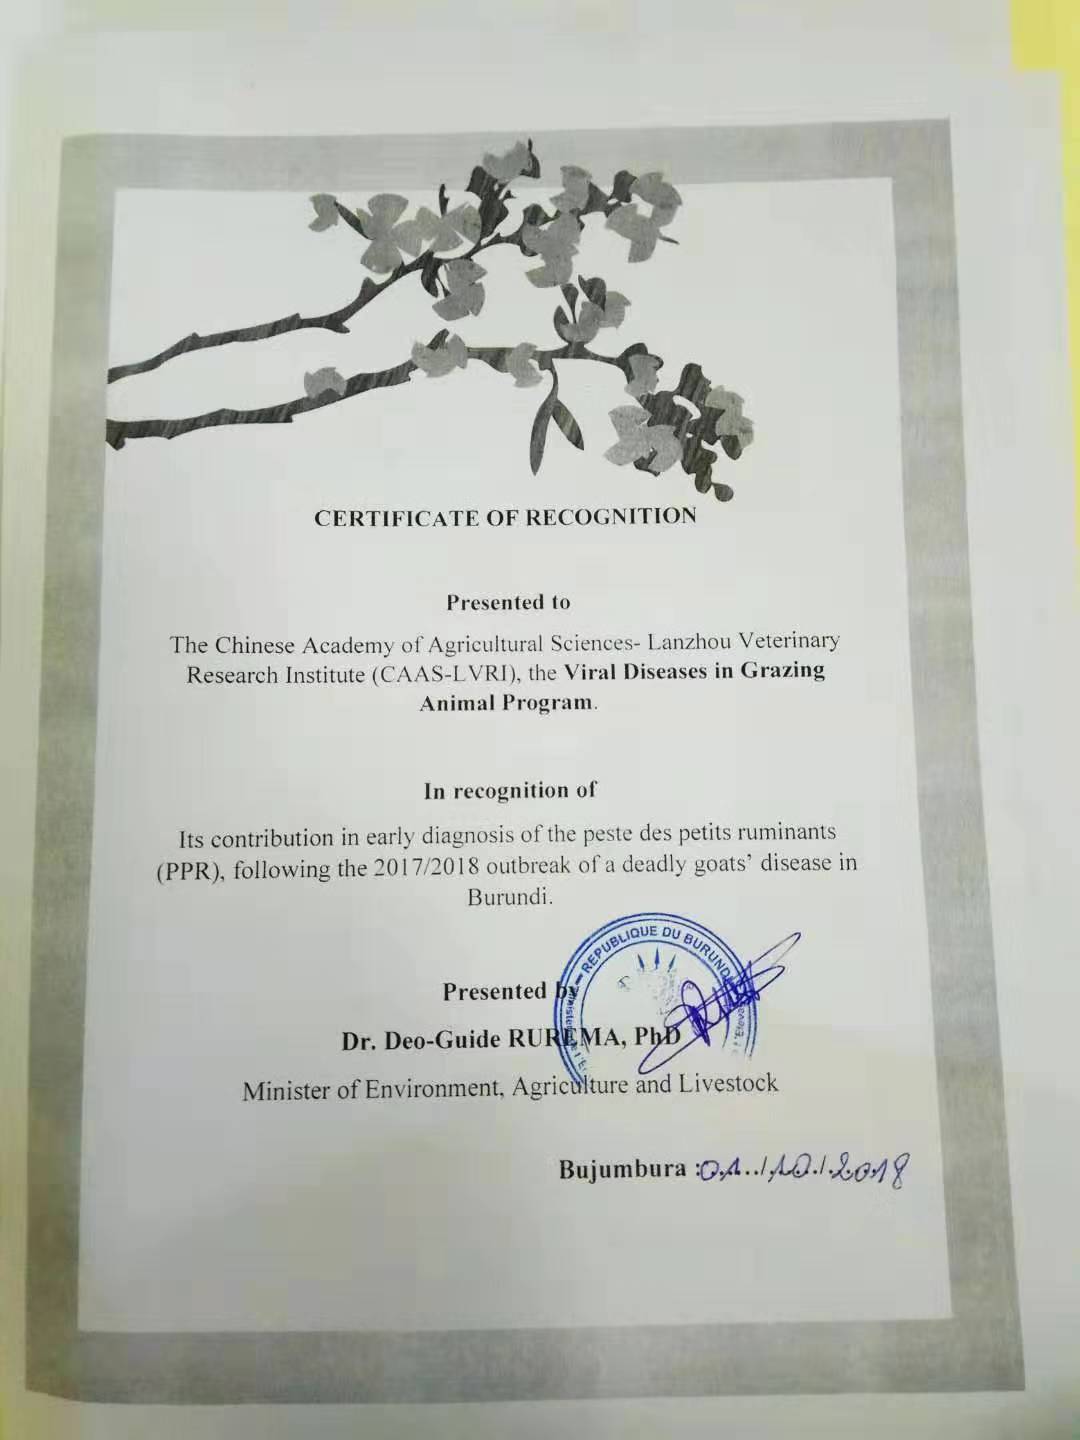 CERTIFICATE OF RECOGNITION
Presented to
The Chinese Academy of Agricultural Sciences- Lanzhou Veterinary
Research Institute (CAAS-LVRI), the Viral Diseases in Grazing
Animal Program.
In recognition of
Its contribution in early diagnosis of the peste des petits ruminants
(PPR), following the 2017/2018 outbreak of a deadly goats' disease in
Burundi.
REPUBLIQUE DU BURUNDI
Presented by
Dr. Deo-Guide RUREMA, PhD
Minister of Environment, Agriculture and Livestock
Bujumbura :01../.10./.2018